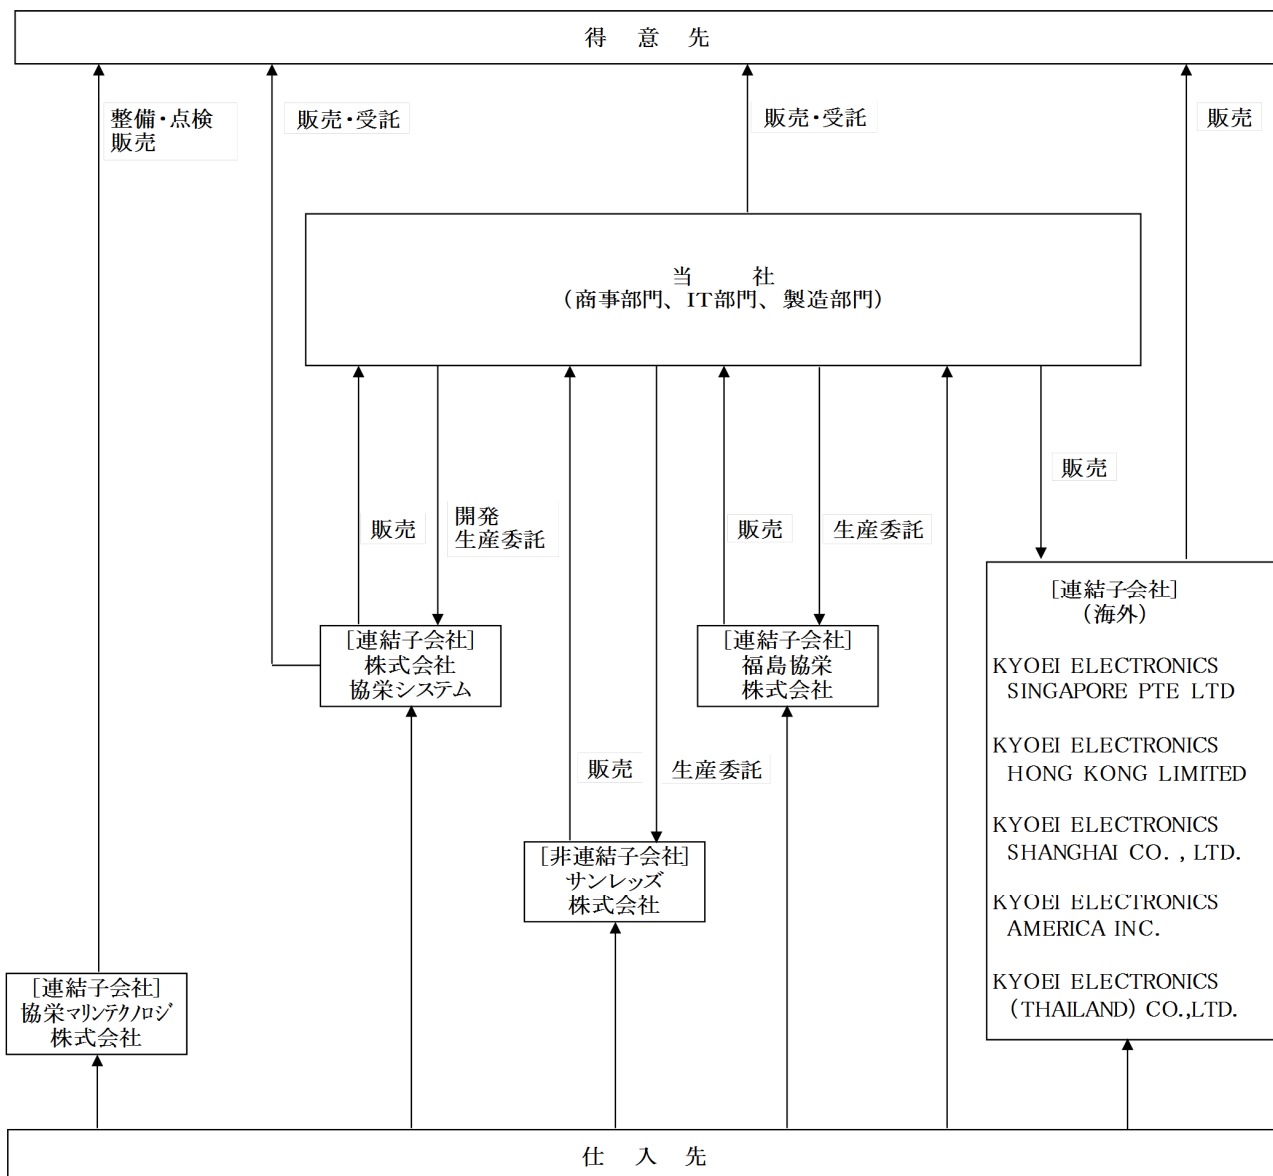 得 意 先
整備・点検
販売
販売・受託
販売・受託
販売
当 社
（商事部門、IT部門、製造部門）
販売
開発
生産委託
販売
生産委託
販売
[連結子会社]
（海外）
KYOEI ELECTRONICS
SINGAPORE PTE LTD
KYOEI ELECTRONICS
HONG KONG LIMITED
KYOEI ELECTRONICS
SHANGHAI CO. , LTD.
KYOEI ELECTRONICS
AMERICA INC.
KYOEI ELECTRONICS
(THAILAND) CO.,LTD.
[連結子会社]
株式会社
協栄システム
[連結子会社]
福島協栄
株式会社
販売
生産委託
[非連結子会社]
サンレッズ
株式会社
[連結子会社]
協栄マリンテクノロジ
株式会社
仕 入 先